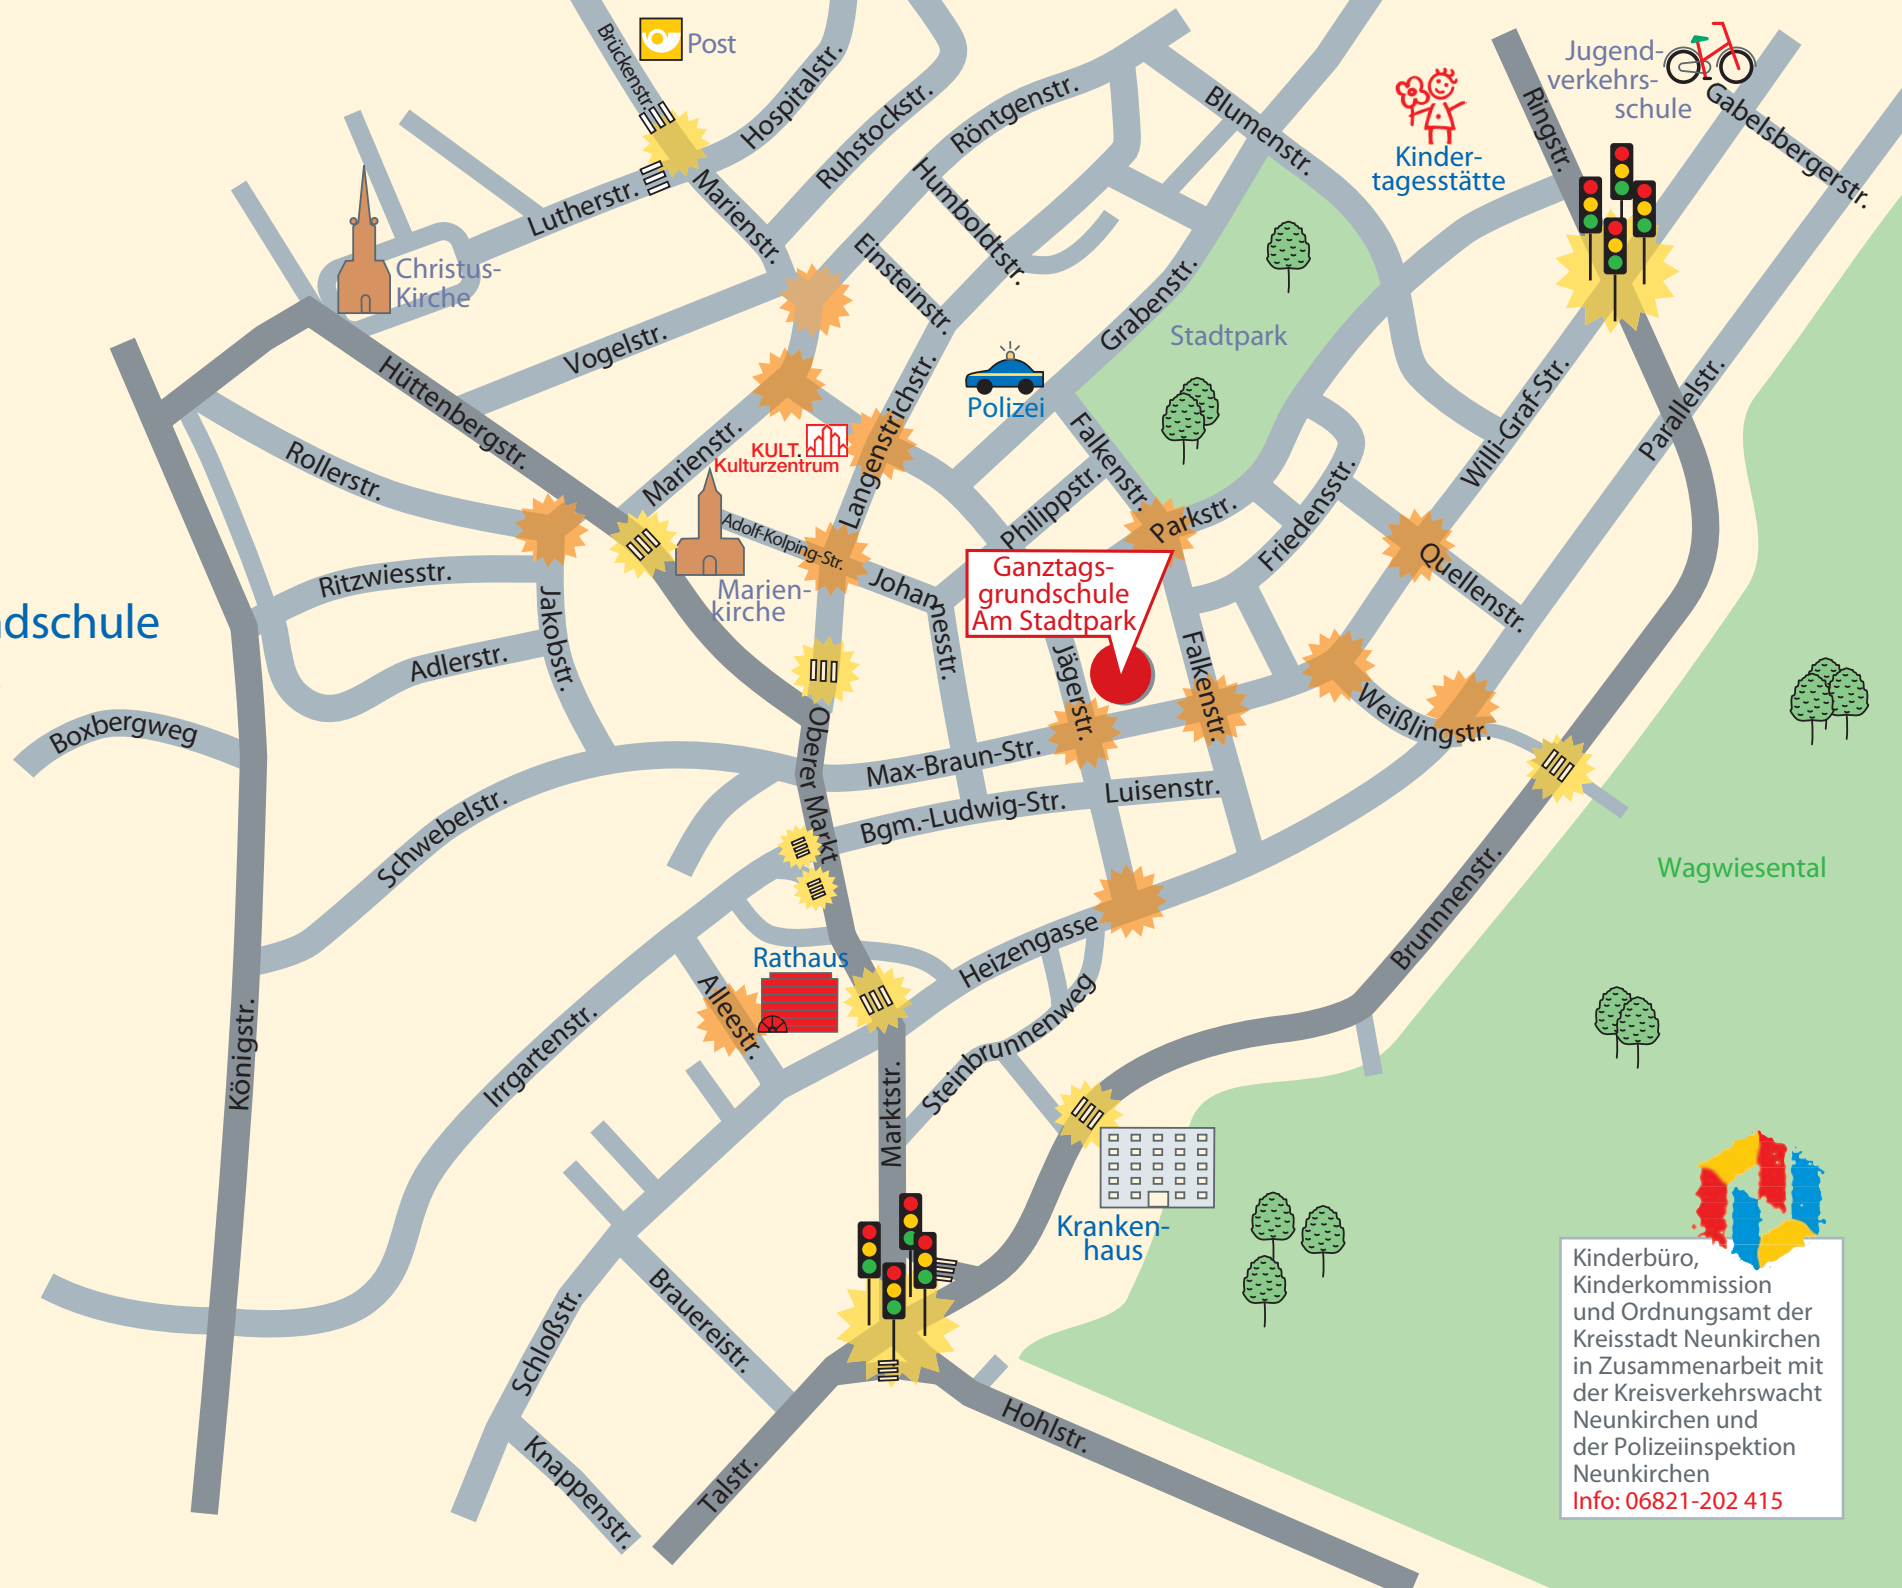 Brückenstr.
Post
Hospitalstr.
Ruhstockstr.
Röntgenstr.
Blumenstr.
Kinder-
tagesstätte
Ringstr.
Jugend-
verkehrs-
schule
Gabelsbergerstr.
Lutherstr.
Marienstr.
Humboldtstr.
Einsteinstr.
Christus-
Kirche
Grabenstr.
Stadtpark
Vogelstr.
Hüttenbergstr.
Polizei
Langenstrichstr.
Falkenstr.
Willi-Graf-Str.
Parallelstr.
Rollerstr.
Marienstr.
KULT.
Kulturzentrum
Adolf-Kolping-Str.
Philippstr.
Parkstr.
Friedensstr.
Quellenstr.
Ritzwiesstr.
Jakobstr.
Marien-
kirche
Johannesstr.
Ganztags-
grundschule
Am Stadtpark
dschule
Adlerstr.
Jägerstr.
Falkenstr.
Weißlingstr.
Boxbergweg
Oberer Markt
Max-Braun-Str.
Luisenstr.
Bgm.-Ludwig-Str.
Schwebelstr.
Wagwiesental
Brunnenstr.
Rathaus
Heizengasse
Alleestr.
Steinbrunnenweg
Königstr.
Irrgartenstr.
Marktstr.
Kranken-
haus
Schloßstr.
Brauereistr.
Hohlstr.
Knappenstr.
Talstr.
Kinderbüro,
Kinderkommission
und Ordnungsamt der
Kreisstadt Neunkirchen
in Zusammenarbeit mit
der Kreisverkehrswacht
Neunkirchen und
der Polizeiinspektion
Neunkirchen
Info: 06821-202 415